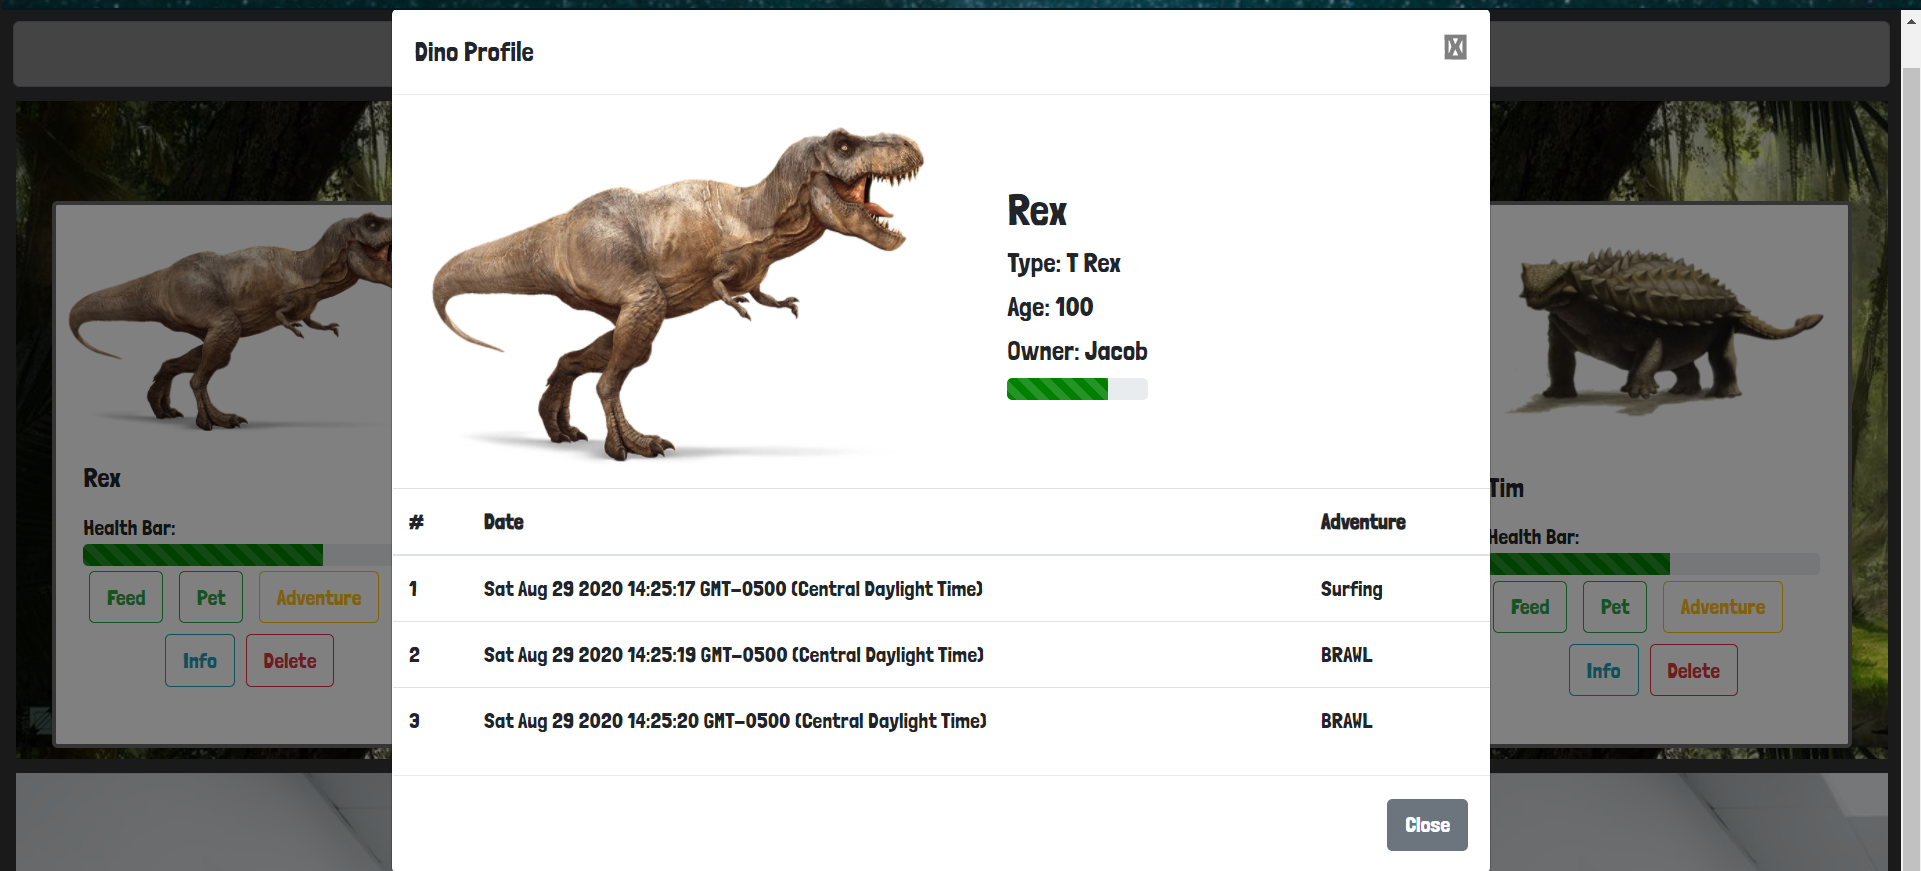 Dino Profile
Rex
Type: T Rex
Age: 100
Owner: Jacob
# Date Adventure
1 Sat Aug 29 2020 14:25:17 GMT-0500 (Central Daylight Time) Surfing
2 Sat Aug 29 2020 14:25:19 GMT-0500 (Central Daylight Time) BRAWL
3 Sat Aug 29 2020 14:25:20 GMT-0500 (Central Daylight Time) BRAWL
Close
Rex
Health Bar:
Feed Pet Adventure
Info Delete
Tim
Health Bar:
Feed Pet Adventure
Info Delete